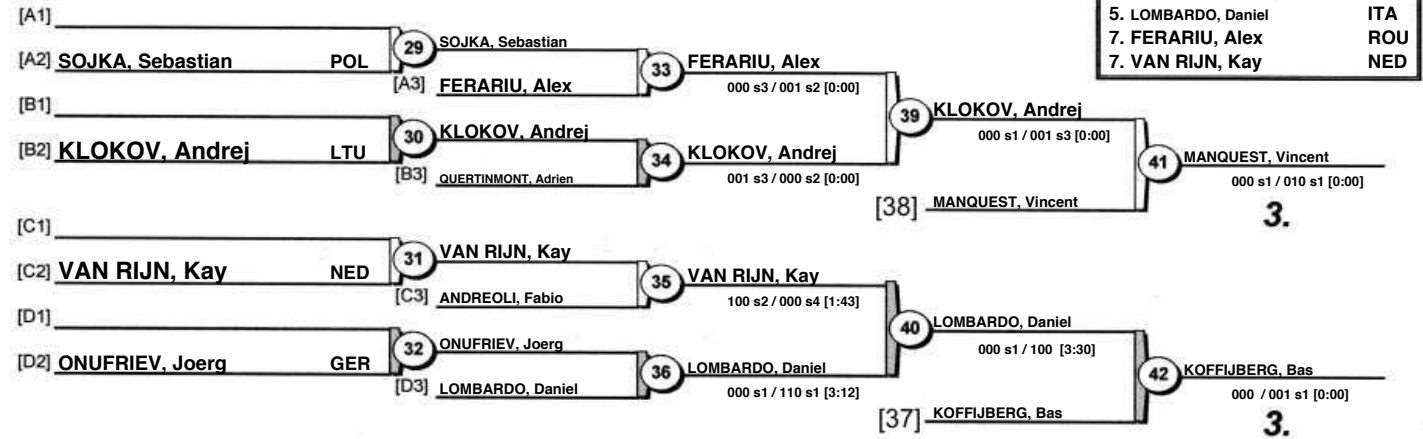 5. LOMBARDO, Daniel ITA
7. FERARIU, Alex ROU
7. VAN RIJN, Kay NED
[A1]
[A2] SOJKA, Sebastian POL
29 SOJKA, Sebastian
[A3] FERARIU, Alex
33 FERARIU, Alex
000 s3 / 001 s2 [0:00]
[B1]
[B2] KLOKOV, Andrej LTU
30 KLOKOV, Andrej
[B3] QUERTINMONT, Adrien
34 KLOKOV, Andrej
001 s3 / 000 s2 [0:00]
39 KLOKOV, Andrej
000 s1 / 001 s3 [0:00]
[38] MANQUEST, Vincent
41 MANQUEST, Vincent
000 s1 / 010 s1 [0:00]
3.
[C1]
[C2] VAN RIJN, Kay NED
31 VAN RIJN, Kay
[C3] ANDREOLI, Fabio
35 VAN RIJN, Kay
100 s2 / 000 s4 [1:43]
[D1]
[D2] ONUFRIEV, Joerg GER
32 ONUFRIEV, Joerg
[D3] LOMBARDO, Daniel
36 LOMBARDO, Daniel
000 s1 / 110 s1 [3:12]
40 LOMBARDO, Daniel
000 s1 / 100 [3:30]
[37] KOFFIJBERG, Bas
42 KOFFIJBERG, Bas
000 / 001 s1 [0:00]
3.